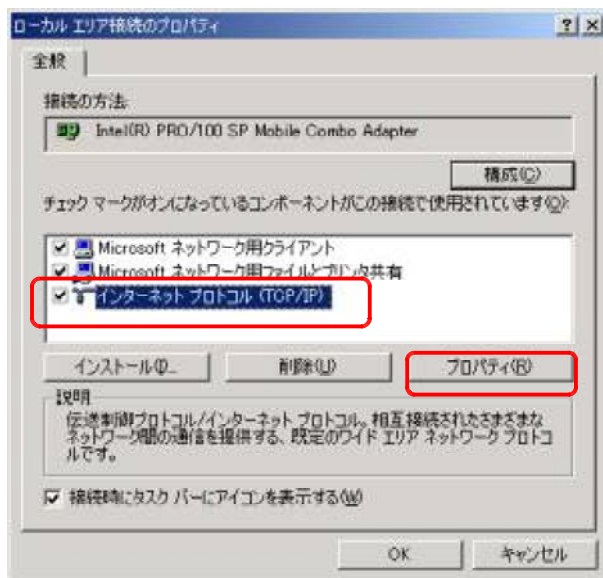 ローカル エリア接続のプロパティ
全般
接続の方法:
Intel(R) PRO/100 SP Mobile Combo Adapter
構成(C)
チェック マークがオンになっているコンポーネントがこの接続で使用されています(O):
Microsoft ネットワーク用クライアント
Microsoft ネットワーク用ファイルとプリンタ共有
インターネット プロトコル (TCP/IP)
インストール(I)...
削除(U)
プロパティ(R)
説明
伝送制御プロトコル/インターネット プロトコル。相互接続されたさまざまな
ネットワーク間の通信を提供する、既定のワイド エリア ネットワーク プロトコ
ルです。
接続時にタスク バーにアイコンを表示する(W)
OK
キャンセル